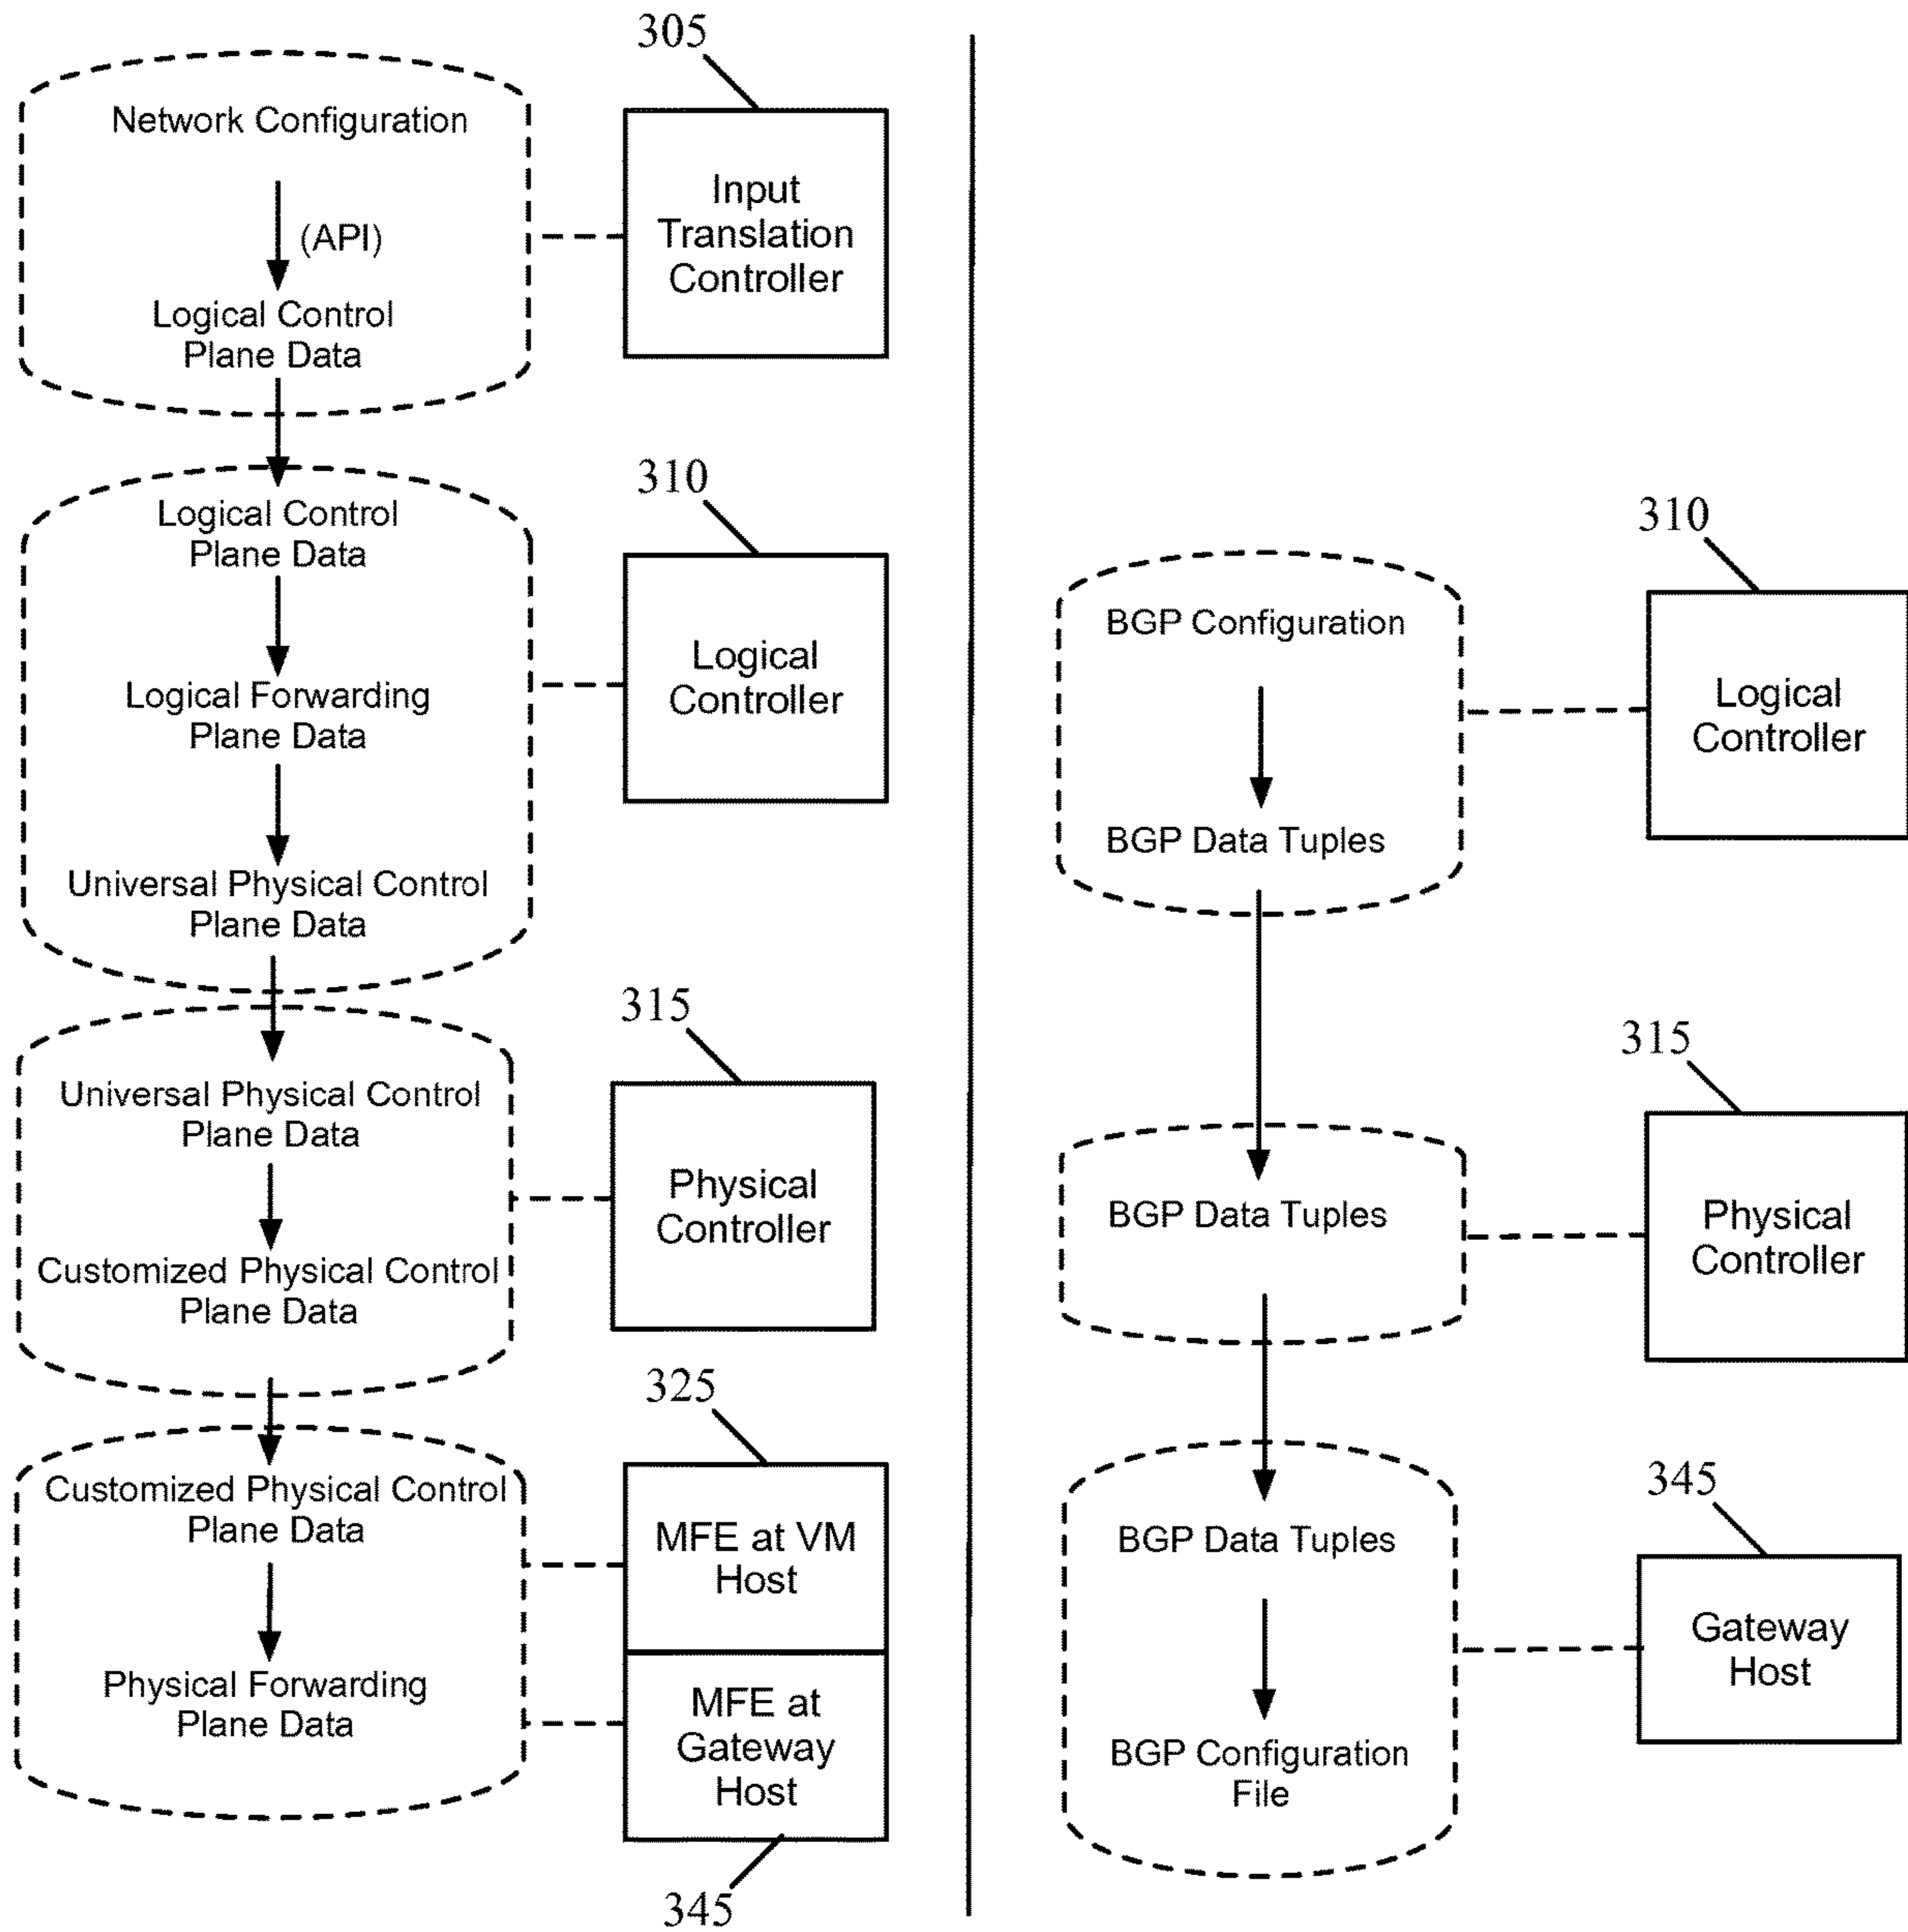 305
Network Configuration
(API)
Logical Control
Plane Data
Input
Translation
Controller
310
Logical Control
Plane Data
Logical Forwarding
Plane Data
Universal Physical Control
Plane Data
Logical
Controller
315
Universal Physical Control
Plane Data
Customized Physical Control
Plane Data
Physical
Controller
325
Customized Physical Control
Plane Data
Physical Forwarding
Plane Data
MFE at VM
Host
MFE at
Gateway
Host
345
310
BGP Configuration
BGP Data Tuples
Logical
Controller
315
BGP Data Tuples
Physical
Controller
345
BGP Data Tuples
BGP Configuration
File
Gateway
Host